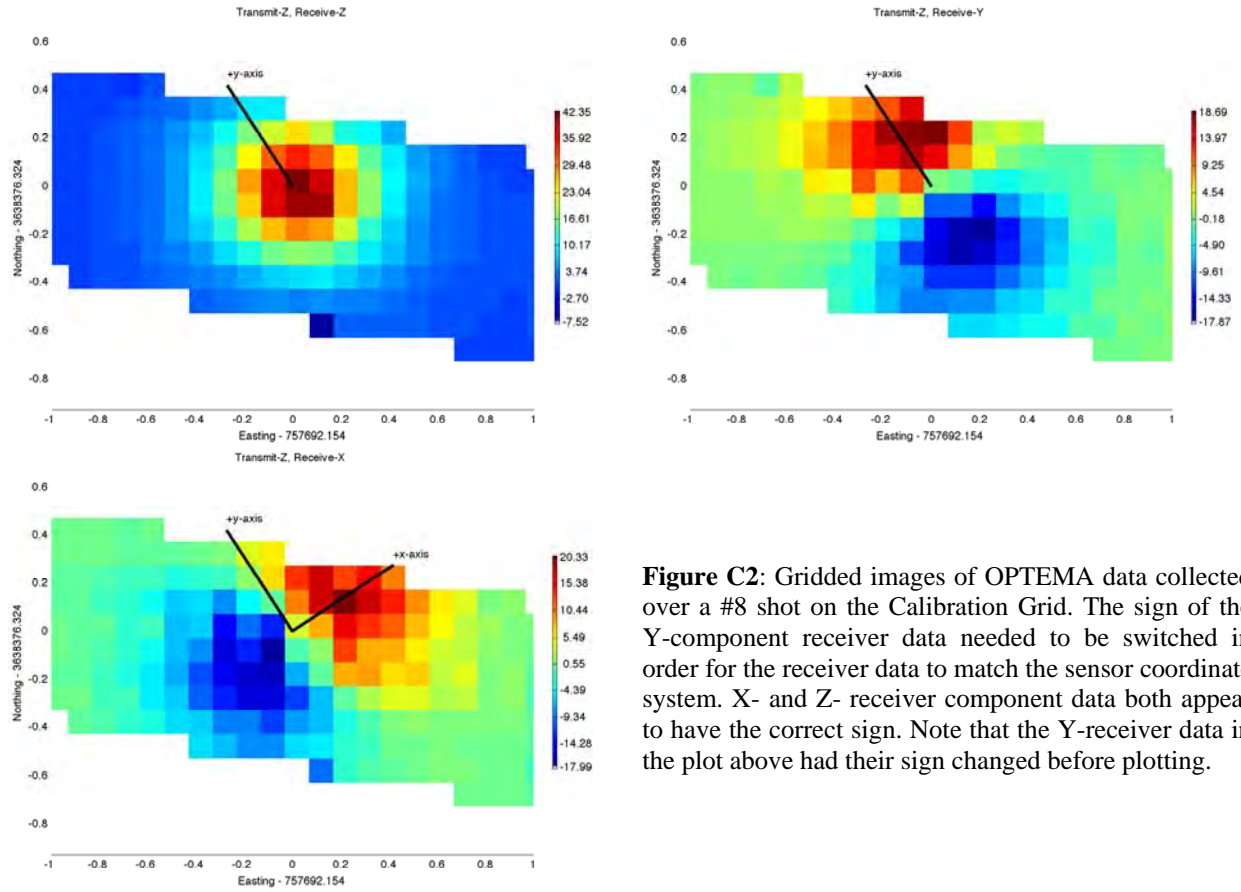 Transmit-Z, Receive-Z
0.6
0.4
0.2
0
-0.2
-0.4
-0.6
-0.8
Northing - 3638376.324
+y-axis
42.35
35.92
29.48
23.04
16.61
10.17
3.74
-2.70
-7.52
-1 -0.8 -0.6 -0.4 -0.2 0 0.2 0.4 0.6 0.8 1
Easting - 757692.154
Transmit-Z, Receive-Y
0.6
0.4
0.2
0
-0.2
-0.4
-0.6
-0.8
Northing - 3638376.324
+y-axis
18.69
13.97
9.25
4.54
-0.18
-4.90
-9.61
-14.33
-17.87
-1 -0.8 -0.6 -0.4 -0.2 0 0.2 0.4 0.6 0.8 1
Easting - 757692.154
Transmit-Z, Receive-X
0.6
0.4
0.2
0
-0.2
-0.4
-0.6
-0.8
Northing - 3638376.324
+y-axis
+x-axis
20.33
15.38
10.44
5.49
0.55
-4.39
-9.34
-14.28
-17.99
-1 -0.8 -0.6 -0.4 -0.2 0 0.2 0.4 0.6 0.8 1
Easting - 757692.154
Figure C2: Gridded images of OPTEMA data collected
over a #8 shot on the Calibration Grid. The sign of the
Y-component receiver data needed to be switched in
order for the receiver data to match the sensor coordinate
system. X- and Z- receiver component data both appear
to have the correct sign. Note that the Y-receiver data in
the plot above had their sign changed before plotting.